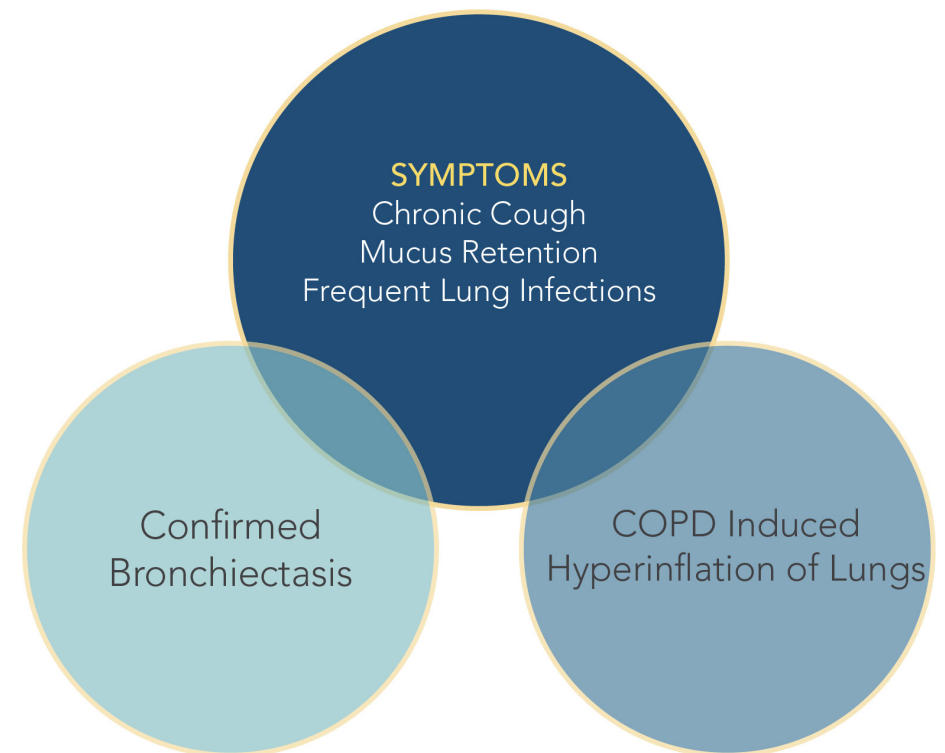 SYMPTOMS
Chronic Cough
Mucus Retention
Frequent Lung Infections
Confirmed
Bronchiectasis
COPD Induced
Hyperinflation of Lungs